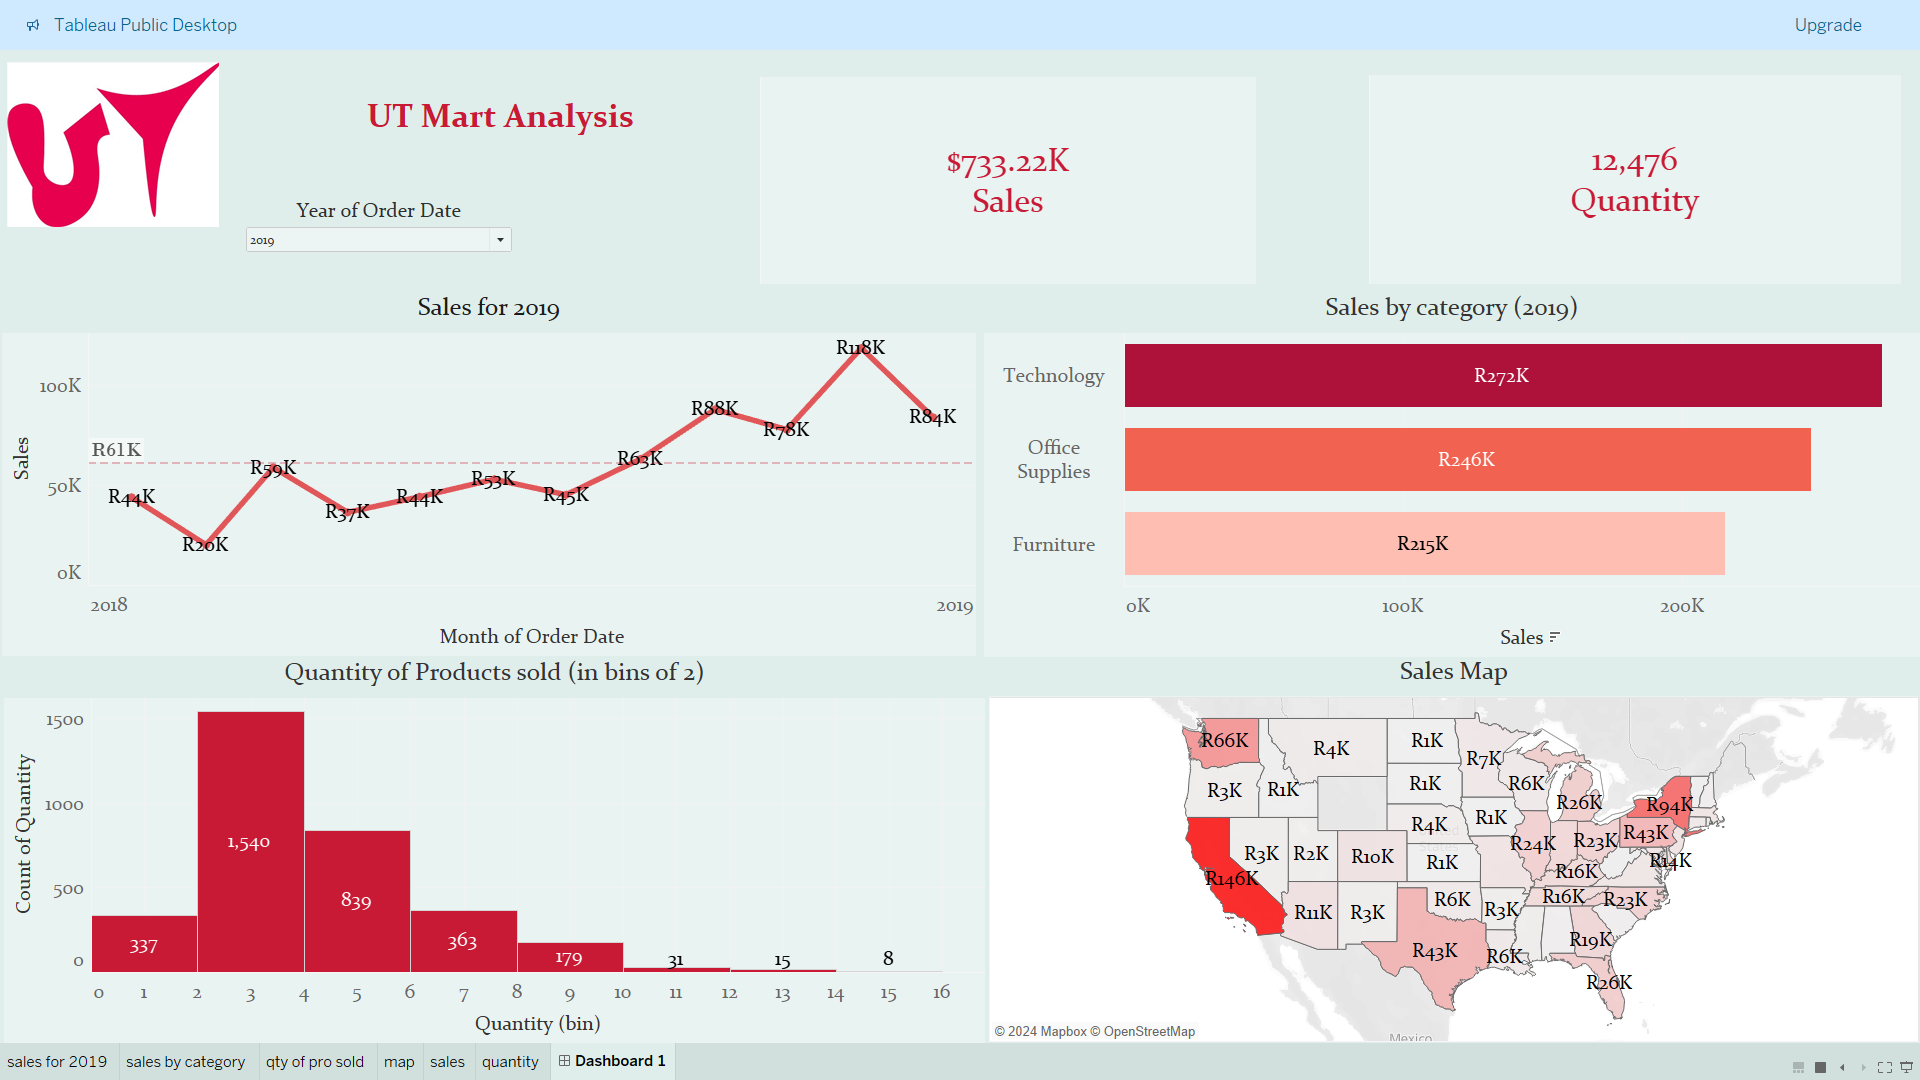 Tableau Public Desktop
Upgrade
UT
UT Mart Analysis
Year of Order Date
2019
$733.22K
Sales
12,476
Quantity
Sales for 2019
Sales
100K
50K
0K
R61K
R44K
R20K
R59K
R37K
R44K
R53K
R45K
R63K
R88K
R78K
R118K
R84K
2018
2019
Month of Order Date
Sales by category (2019)
Technology
R272K
Office
Supplies
R246K
Furniture
R215K
0K
100K
200K
Sales
Quantity of Products sold (in bins of 2)
Count of Quantity
1500
1000
500
0
337
1,540
839
363
179
31
15
8
0 1 2 3 4 5 6 7 8 9 10 11 12 13 14 15 16
Quantity (bin)
Sales Map
R66K
R4K
R1K
R7K
R3K
R1K
R1K
R6K
R26K
R94K
R4K
R1K
R43K
R3K
R2K
R10K
R1K
R24K
R23K
R14K
R146K
R16K
R11K
R3K
R6K
R3K
R16K
R23K
R43K
R6K
R19K
R26K
Mexico
© 2024 Mapbox © OpenStreetMap
sales for 2019
sales by category
qty of pro sold
map
sales
quantity
Dashboard 1